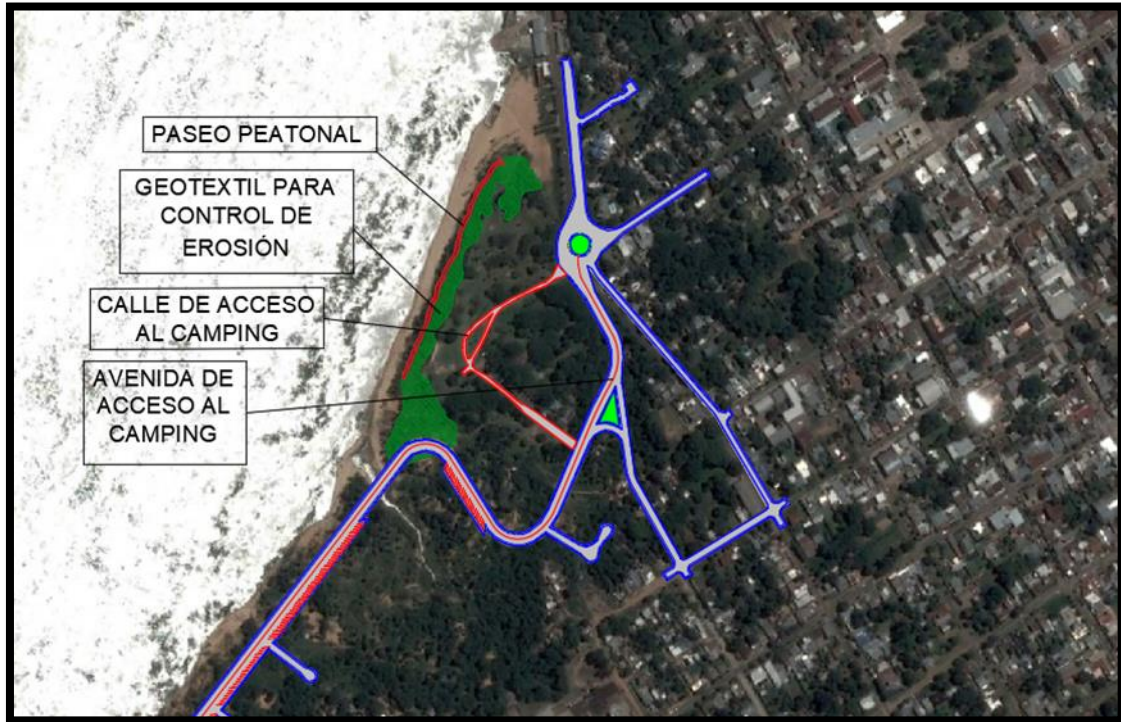 PASEO PEATONAL
GEOTEXTIL PARA
CONTROL DE
EROSIÓN
CALLE DE ACCESO
AL CAMPING
AVENIDA DE
ACCESO AL
CAMPING